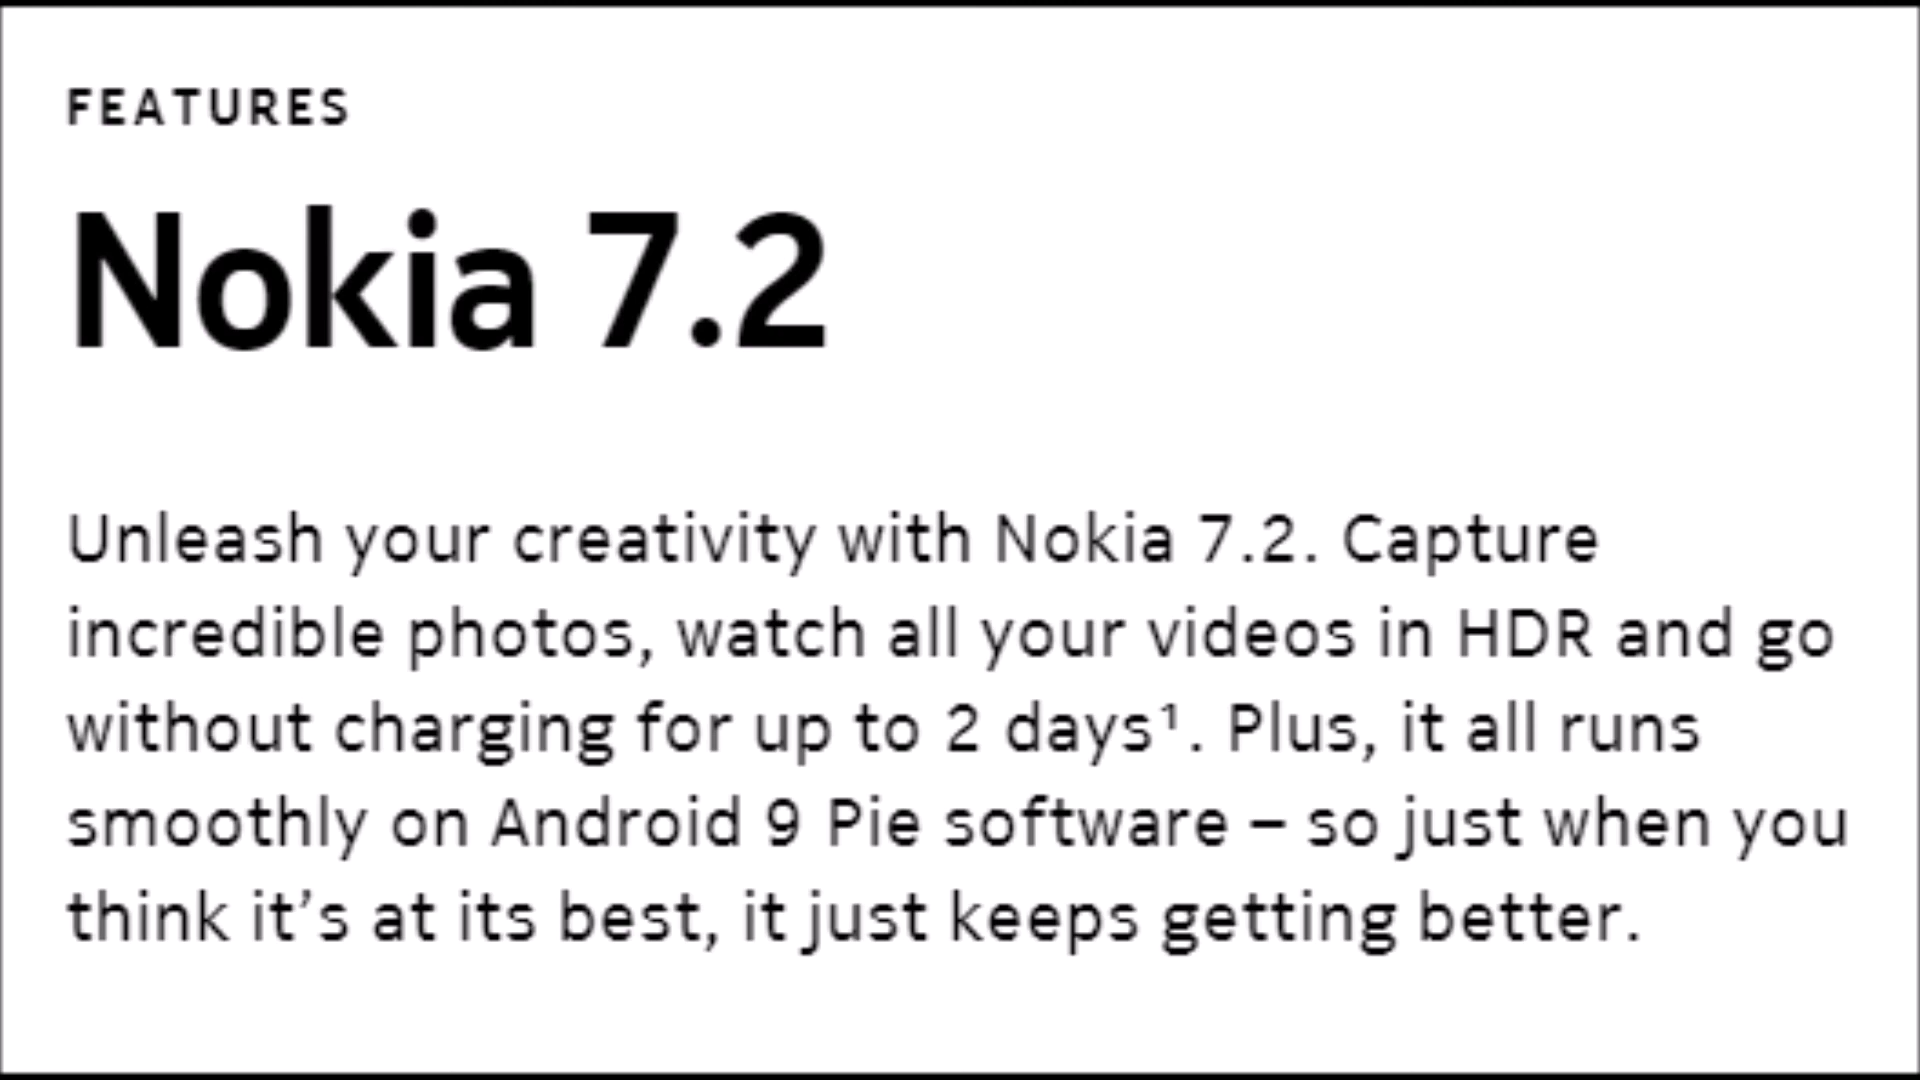 FEATURES
Nokia 7.2
Unleash your creativity with Nokia 7.2. Capture
incredible photos, watch all your videos in HDR and go
without charging for up to 2 days¹. Plus, it all runs
smoothly on Android 9 Pie software – so just when you
think it’s at its best, it just keeps getting better.